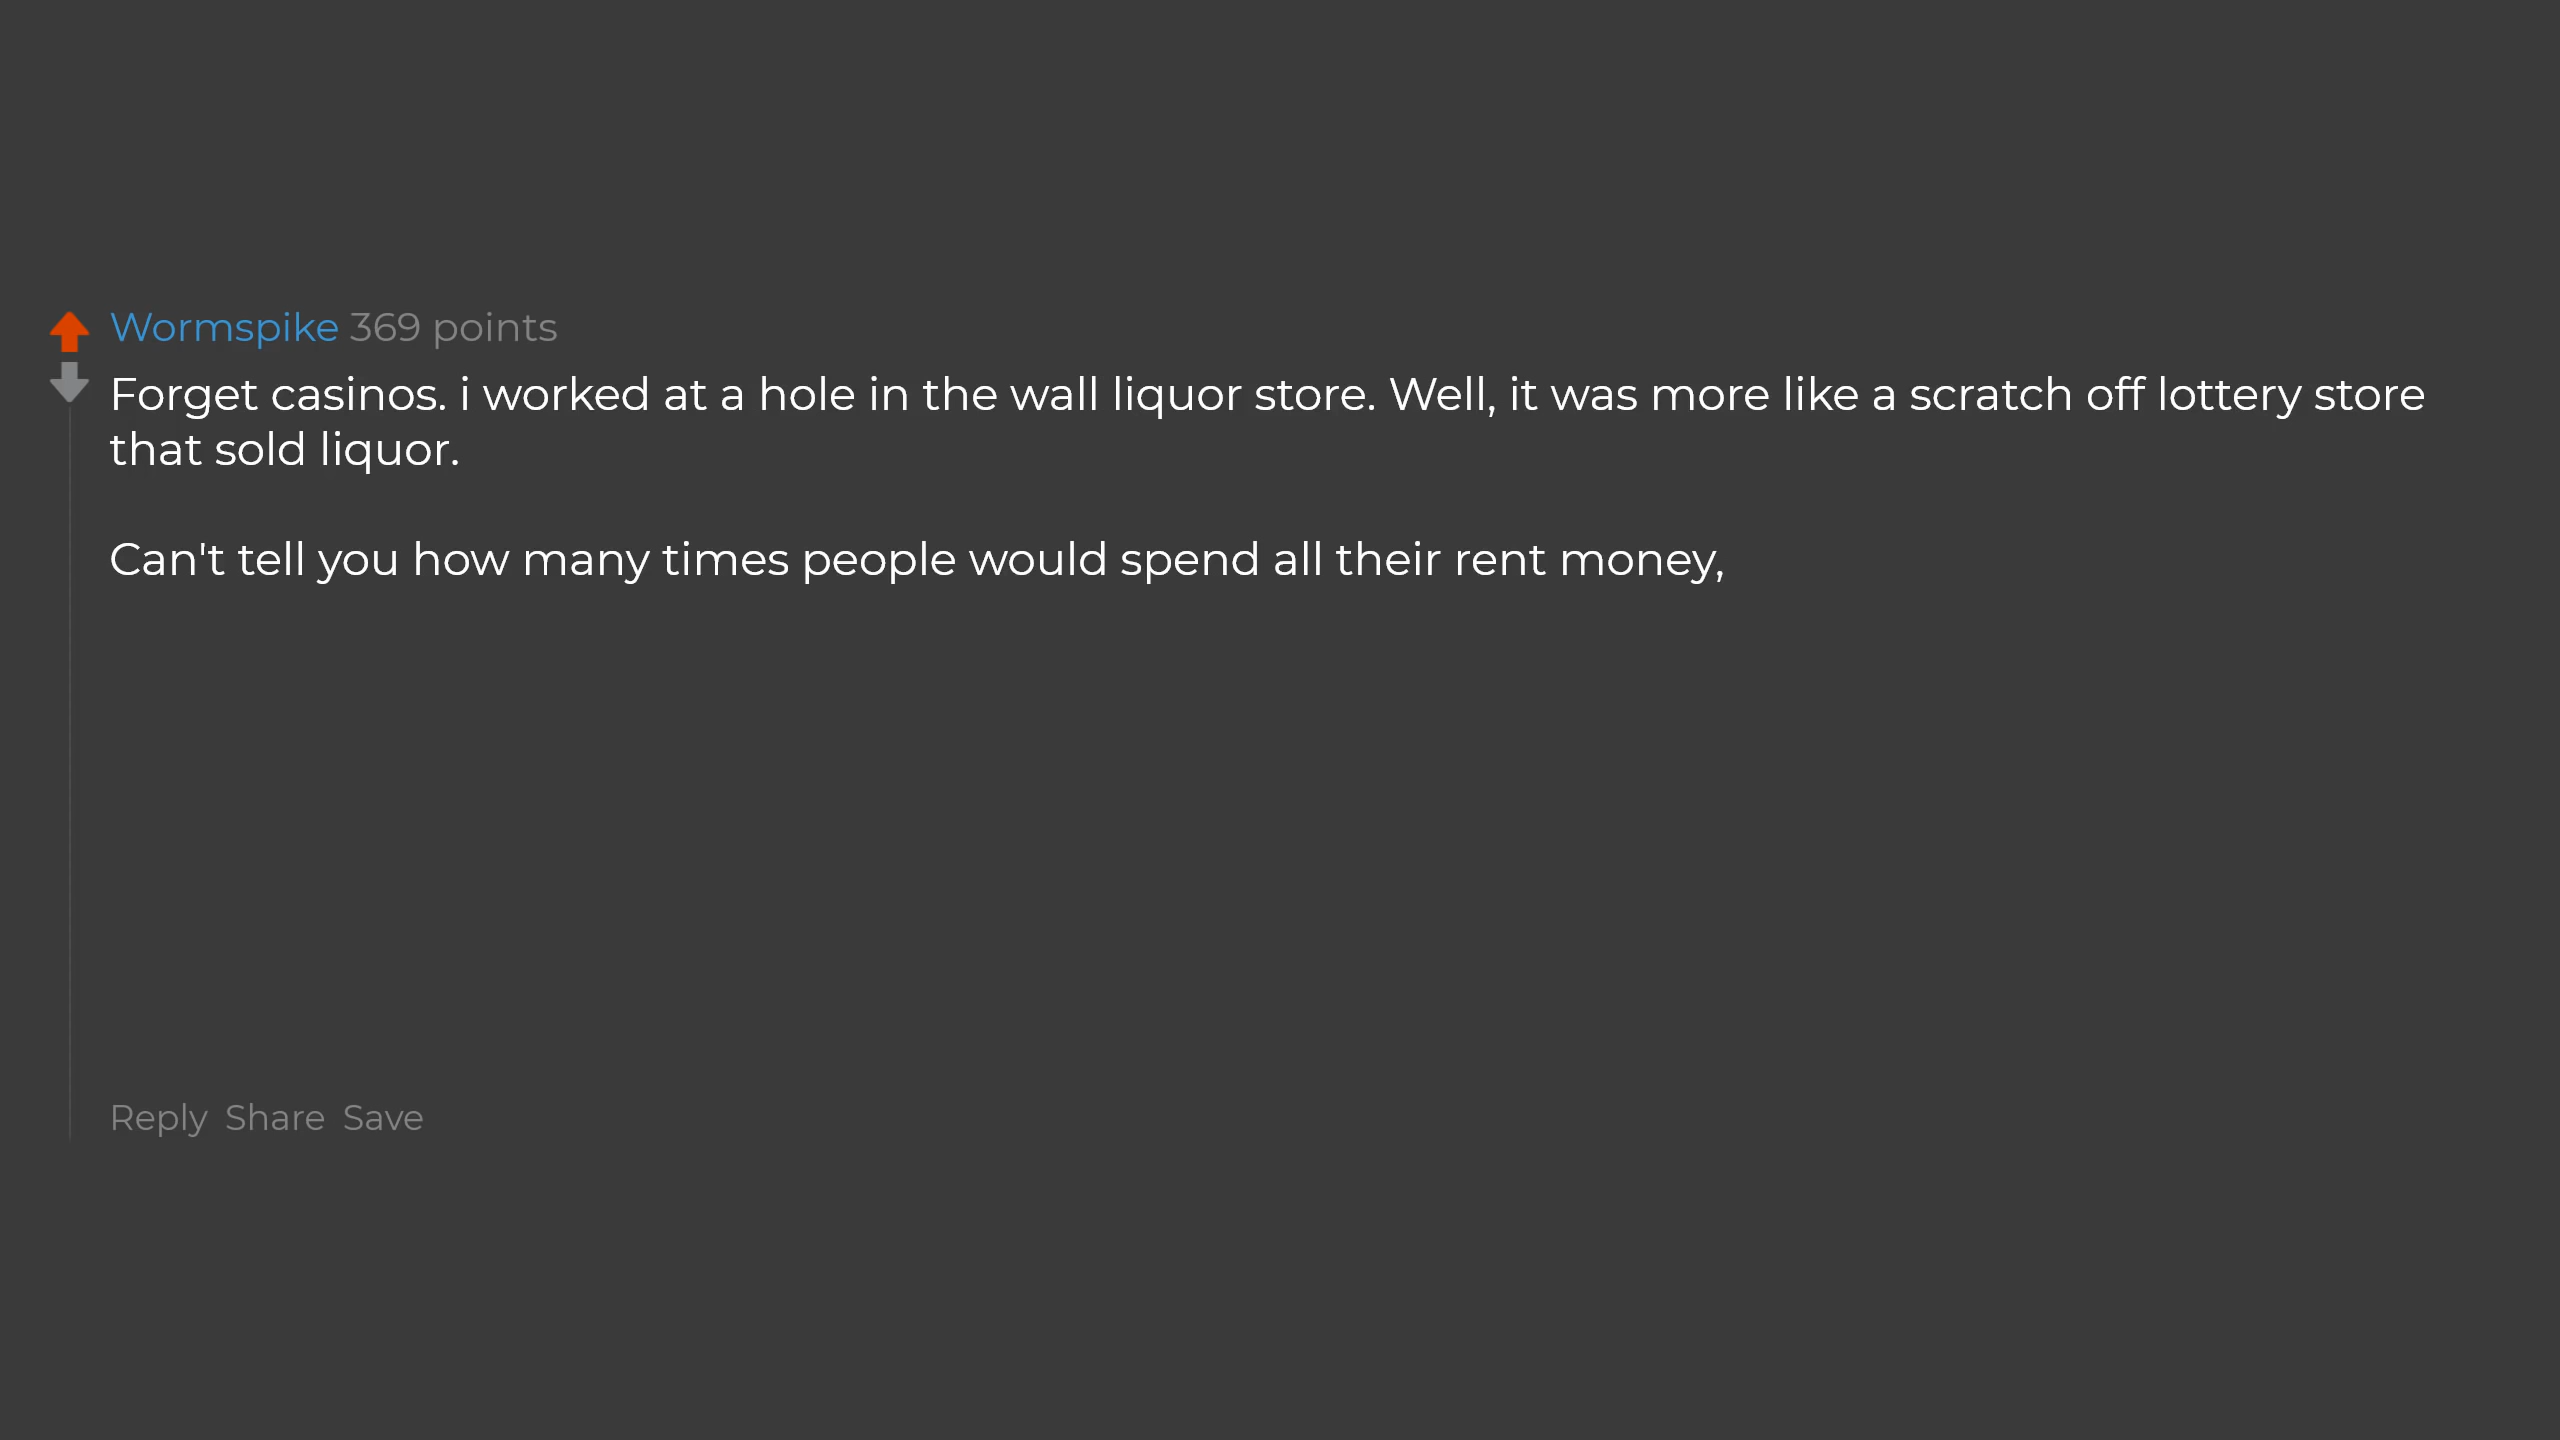 Wormspike 369 points
Forget casinos. i worked at a hole in the wall liquor store. Well, it was more like a scratch off lottery store
that sold liquor.
Can't tell you how many times people would spend all their rent money,
Reply Share Save